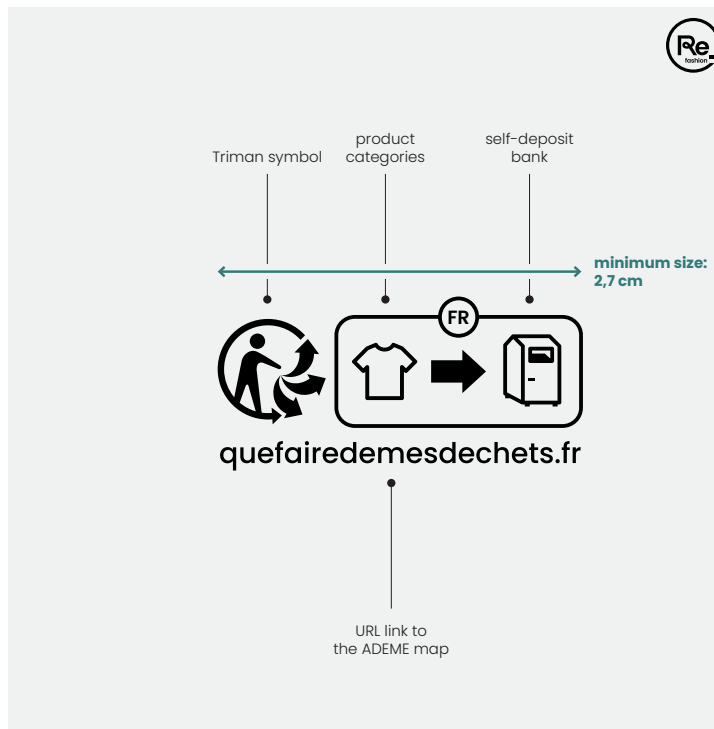 Re_
fashion
Triman symbol
product
categories
self-deposit
bank
minimum size:
2,7 cm
FR
quefairedemesdechets.fr
URL link to
the ADEME map